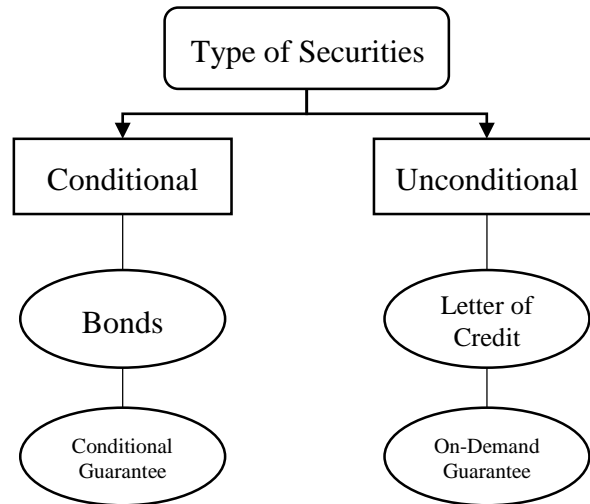 Type of Securities
Conditional
Unconditional
Bonds
Letter of
Credit
Conditional
Guarantee
On-Demand
Guarantee